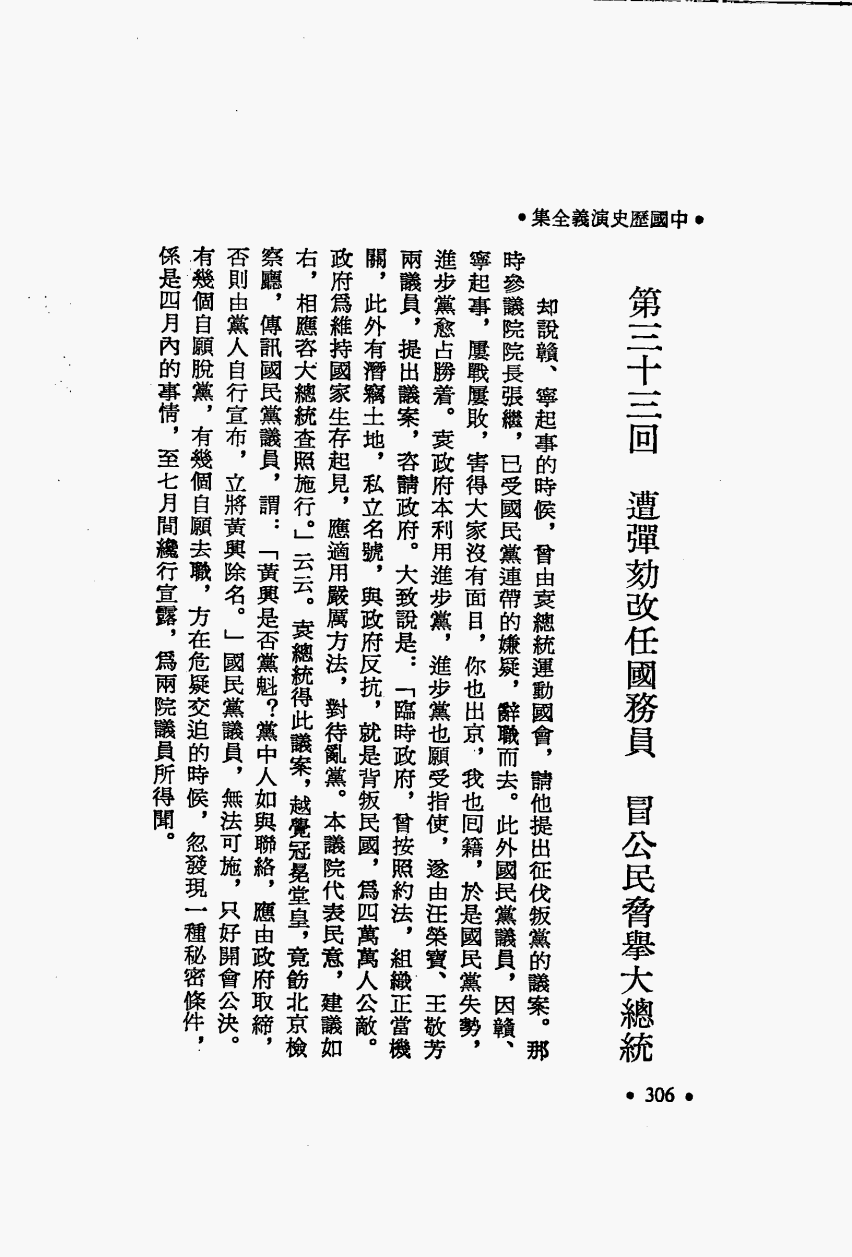 •中國歷史演義全集•
第三十三回　遭彈劾改任國務員　冒公民脅舉大總統
却說贛、寧起事的時候，曾由袁總統運動國會，請他提出征伐叛黨的議案。那
時參議院院長張繼，已受國民黨連帶的嫌疑，辭職而去。此外國民黨議員，因贛、
寧起事，屢戰屢敗，害得大家沒有面目，你也出京，我也回籍，於是國民黨失勢，
進步黨愈占勝着。袁政府本利用進步黨，進步黨也願受指使，遂由汪榮寶、王敬芳
兩議員，提出議案，咨請政府。大致說是：「臨時政府，曾按照約法，組織正當機
關，此外有潛竊土地，私立名號，與政府反抗，就是背叛民國，爲四萬萬人公敵。
政府爲維持國家生存起見，應適用嚴厲方法，對待亂黨。本議院代表民意，建議如
右，相應咨大總統查照施行。」云云。袁總統得此議案，越覺冠冕堂皇，竟飭北京檢
察廳，傳訊國民黨議員，謂：「黃興是否黨魁？黨中人如與聯絡，應由政府取締，
否則由黨人自行宣布，立將黃興除名。」國民黨議員，無法可施，只好開會公決。
有幾個自願脫黨，有幾個自願去職，方在危疑交迫的時候，忽發現一種秘密條件，
係是四月內的事情，至七月間纔行宣露，爲兩院議員所得聞。
• 306 •